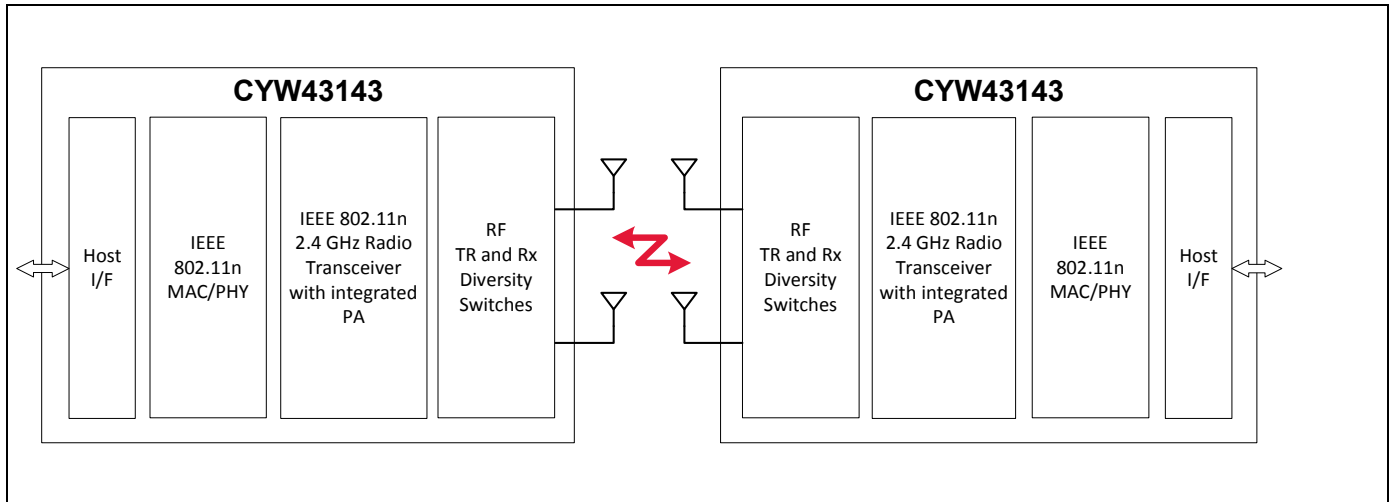 CYW43143
Host
I/F
IEEE
802.11n
MAC/PHY
IEEE 802.11n
2.4 GHz Radio
Transceiver
with integrated
PA
RF
TR and Rx
Diversity
Switches
CYW43143
RF
TR and Rx
Diversity
Switches
IEEE 802.11n
2.4 GHz Radio
Transceiver
with integrated
PA
IEEE
802.11n
MAC/PHY
Host
I/F